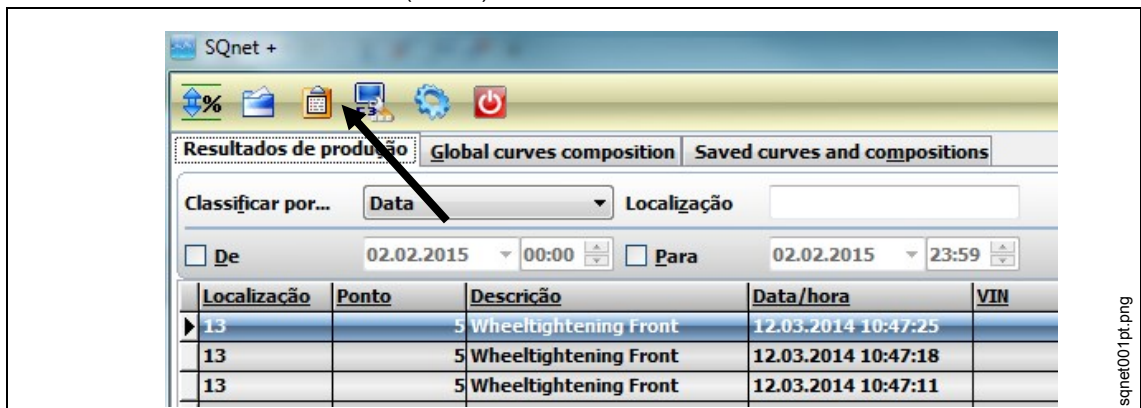 SQnet +
%
Resultados de produção Global curves composition Saved curves and compositions
Classificar por... Data Localização
De 02.02.2015 00:00 Para 02.02.2015 23:59
Localização Ponto Descrição Data/hora VIN
13 5 Wheeltightening Front 12.03.2014 10:47:25
13 5 Wheeltightening Front 12.03.2014 10:47:18
13 5 Wheeltightening Front 12.03.2014 10:47:11
sqnet001pt.png